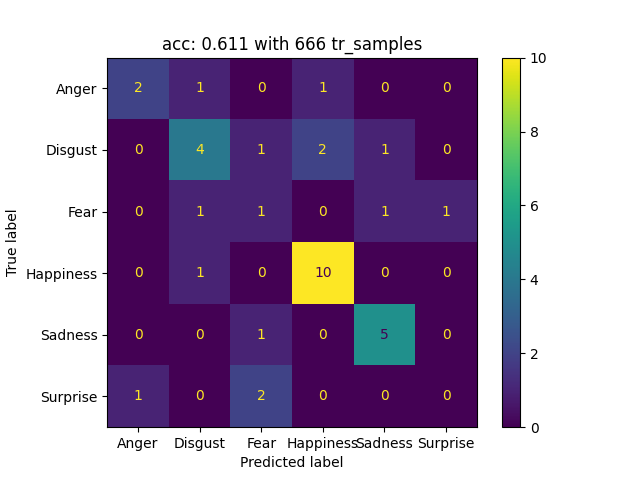 acc: 0.611 with 666 tr_samples
Anger 2 1 0 1 0 0
Disgust 0 4 1 2 1 0
Fear 0 1 1 0 1 1
Happiness 0 1 0 10 0 0
Sadness 0 0 1 0 5 0
Surprise 1 0 2 0 0 0
Anger Disgust Fear Happiness Sadness Surprise
Predicted label
True label
10
8
6
4
2
0